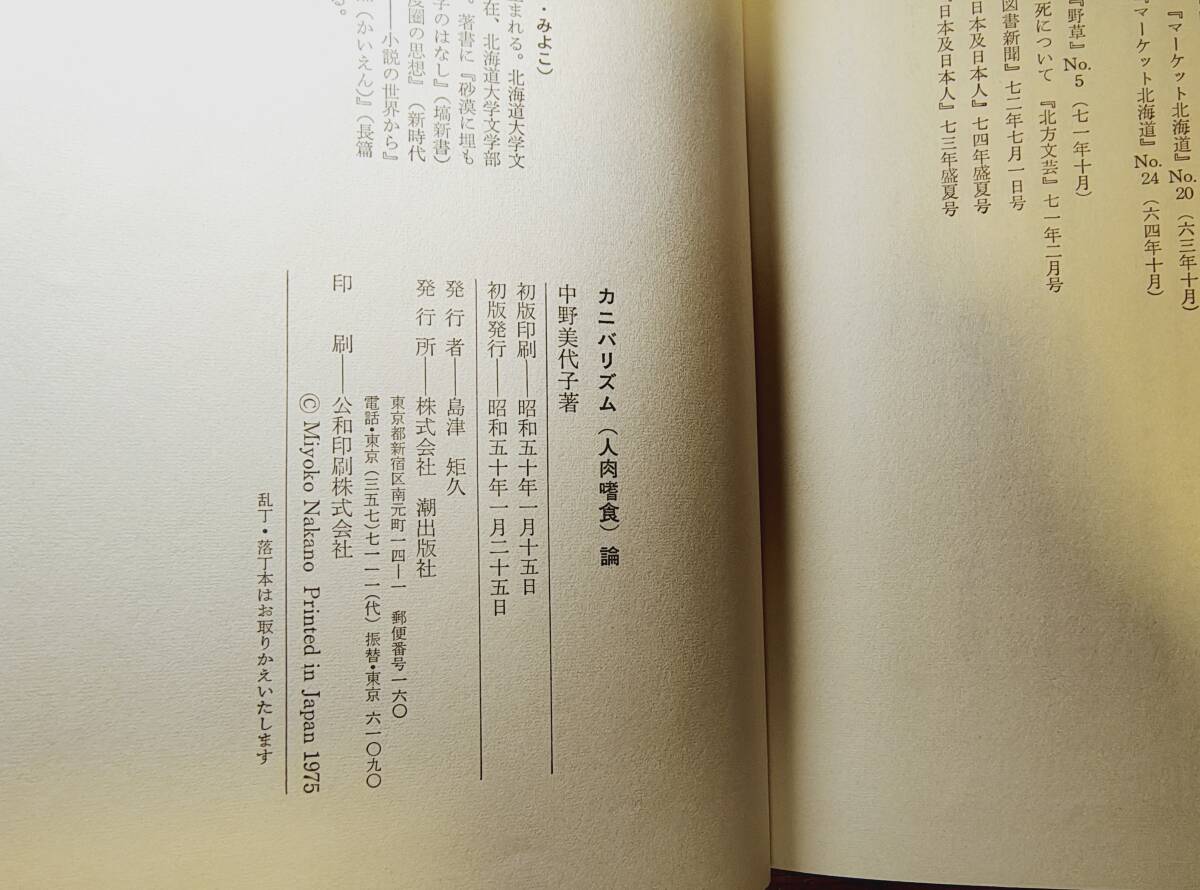 『マーケット北海道』No.20（六三年十月）
『マーケット北海道』No.24（六四年十月）
『野草』No.5（七一年十月）
死について『北方文芸』七一年二月号
図書新聞』七二年七月一日号
日本及日本人』七四年盛夏号
日本及日本人』七三年盛夏号
・みよこ）
まれる。北海道大学文
在、北海道大学文学部
。著書に『砂漠に埋も
子のはなし』（塙新書）
度圏の思想』（新時代
――小説の世界から』
（かいえん）』（長篇
る。
カニバリズム（人肉嗜食）論
中野美代子著
初版印刷――昭和五十年一月十五日
初版発行――昭和五十年一月二十五日
発行者――島津矩久
発行所――株式会社 潮出版社
東京都新宿区南元町一四―一 郵便番号一六〇
電話・東京（三五七）七一一一（代）振替・東京 六一〇九〇
印刷――公和印刷株式会社
© Miyoko Nakano Printed in Japan 1975
乱丁・落丁本はお取りかえいたします